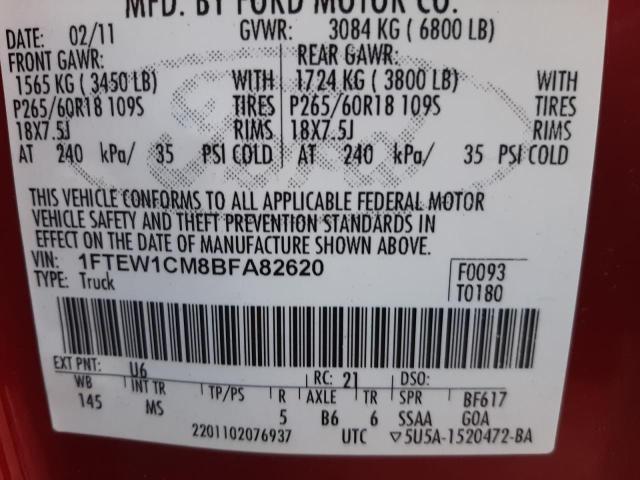 MFD. BY FORD MOTOR CO.
DATE: 02/11 GVWR: 3084 KG (6800 LB)
FRONT GAWR: REAR GAWR:
1565 KG (3450 LB) WITH 1724 KG (3800 LB) WITH
P265/60R18 109S TIRES P265/60R18 109S TIRES
18X7.5J RIMS 18X7.5J RIMS
AT 240 kPa/ 35 PSI COLD AT 240 kPa/ 35 PSI COLD
THIS VEHICLE CONFORMS TO ALL APPLICABLE FEDERAL MOTOR
VEHICLE SAFETY AND THEFT PREVENTION STANDARDS IN
EFFECT ON THE DATE OF MANUFACTURE SHOWN ABOVE.
VIN: 1FTEW1CM8BFA82620 F0093
TYPE: Truck T0180
EXT PNT: U6 RC: 21 DSO:
WB INT TR TP/PS R AXLE TR SPR BF617
145 MS 5 B6 6 SSAA GOA
2201102076937 UTC ▽5U5A-1520472-BA